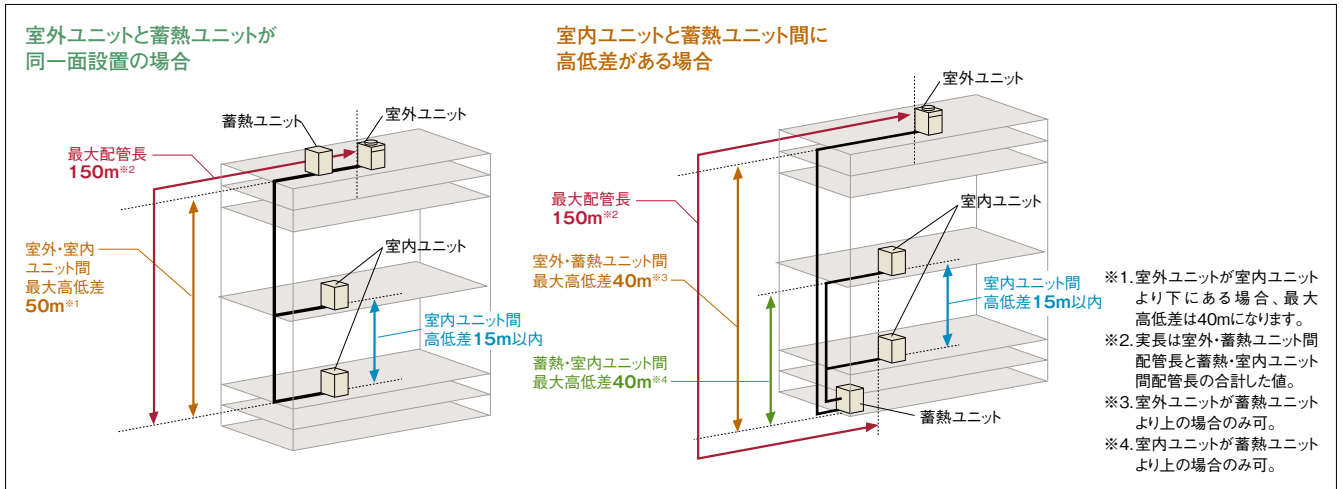 室外ユニットと蓄熱ユニットが
同一面設置の場合
蓄熱ユニット
室外ユニット
最大配管長
150m※2
室外・室内
ユニット間
最大高低差
50m※1
室内ユニット
室内ユニット間
高低差15m以内
室内ユニットと蓄熱ユニット間に
高低差がある場合
室外ユニット
最大配管長
150m※2
室内ユニット
室外・蓄熱ユニット間
最大高低差40m※3
室内ユニット間
高低差15m以内
蓄熱・室内ユニット間
最大高低差40m※4
蓄熱ユニット
※1.室外ユニットが室内ユニット
より下にある場合、最大
高低差は40mになります。
※2.実長は室外・蓄熱ユニット間
配管長と蓄熱・室内ユニット
間配管長の合計した値。
※3.室外ユニットが蓄熱ユニット
より上の場合のみ可。
※4.室内ユニットが蓄熱ユニット
より上の場合のみ可。